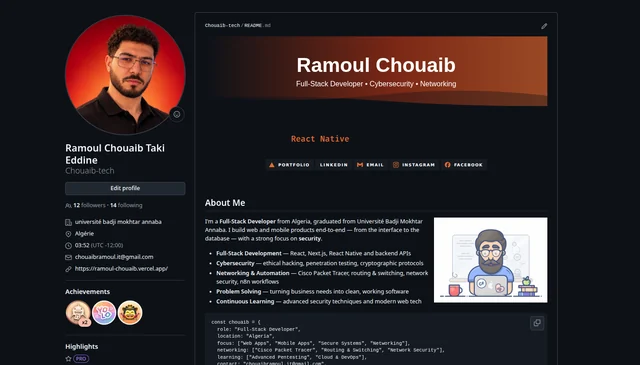 Chouaib-tech / README.md
Ramoul Chouaib
Full-Stack Developer • Cybersecurity • Networking
React Native
PORTFOLIO
LINKEDIN
EMAIL
INSTAGRAM
FACEBOOK
Ramoul Chouaib Taki
Eddine
Chouaib-tech
Edit profile
12 followers · 14 following
université badji mokhtar annaba
Algérie
03:52 (UTC -12:00)
chouaibramoul.it@gmail.com
https://ramoul-chouaib.vercel.app/
Achievements
x2
YOLO
Highlights
PRO
About Me
I'm a Full-Stack Developer from Algeria, graduated from Université Badji Mokhtar
Annaba. I build web and mobile products end-to-end — from the interface to the
database — with a strong focus on security.
• Full-Stack Development — React, Next.js, React Native and backend APIs
• Cybersecurity — ethical hacking, penetration testing, cryptographic protocols
• Networking & Automation — Cisco Packet Tracer, routing & switching, network
security, n8n workflows
• Problem Solving — turning business needs into clean, working software
• Continuous Learning — advanced security techniques and modern web tech
const chouaib = {
role: "Full-Stack Developer",
location: "Algeria",
focus: ["Web Apps", "Mobile Apps", "Secure Systems", "Networking"],
networking: ["Cisco Packet Tracer", "Routing & Switching", "Network Security"],
learning: ["Advanced Pentesting", "Cloud & DevOps"],
contact: "chouaibramoul.it@gmail.com"